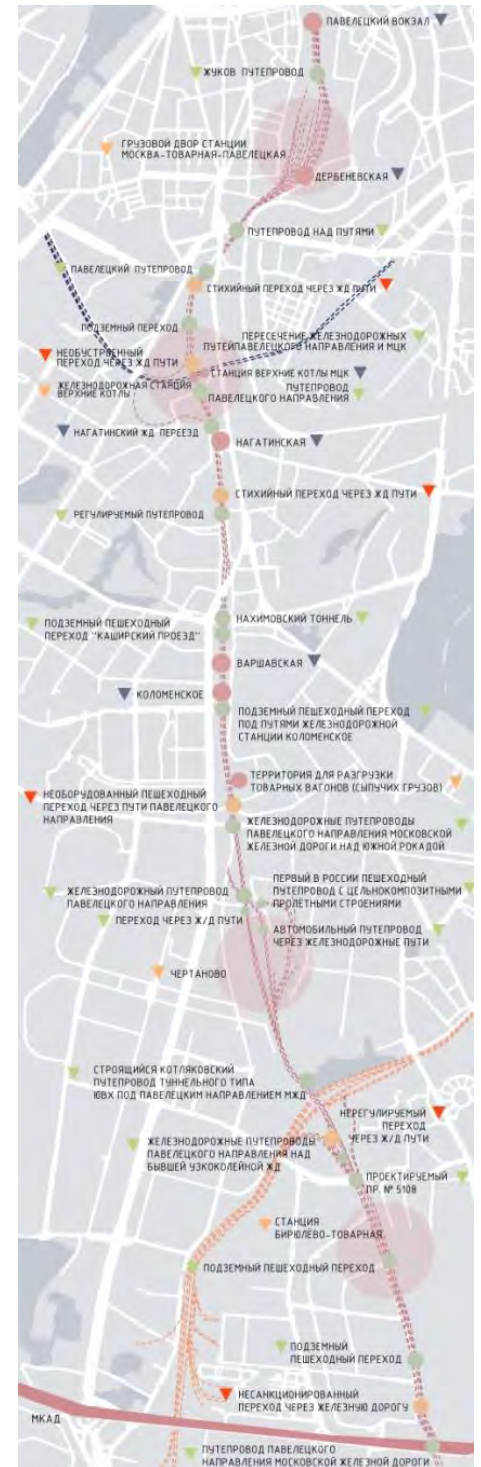 ПАВЕЛЕЦКИЙ ВОКЗАЛ
ЖУКОВ ПУТЕПРОВОД
ГРУЗОВОЙ ДВОР СТАНЦИИ
МОСКВА-ТОВАРНАЯ-ПАВЕЛЕЦКАЯ
ДЕРБЕНЕВСКАЯ
ПУТЕПРОВОД НАД ПУТЯМИ
ПАВЕЛЕЦКИЙ ПУТЕПРОВОД
СТИХИЙНЫЙ ПЕРЕХОД ЧЕРЕЗ ЖД ПУТИ
ПОДЗЕМНЫЙ ПЕРЕХОД
ПЕРЕСЕЧЕНИЕ ЖЕЛЕЗНОДОРОЖНЫХ
ПУТЕЙПАВЕЛЕЦКОГО НАПРАВЛЕНИЯ И МЦК
НЕОБУСТРОЕННЫЙ
ПЕРЕХОД ЧЕРЕЗ ЖД ПУТИ
СТАНЦИЯ ВЕРХНИЕ КОТЛЫ МЦК
ЖЕЛЕЗНОДОРОЖНАЯ СТАНЦИЯ
ВЕРХНИЕ КОТЛЫ
ПУТЕПРОВОД
ПАВЕЛЕЦКОГО НАПРАВЛЕНИЯ
НАГАТИНСКИЙ ЖД ПЕРЕЕЗД
НАГАТИНСКАЯ
СТИХИЙНЫЙ ПЕРЕХОД ЧЕРЕЗ ЖД ПУТИ
РЕГУЛИРУЕМЫЙ ПУТЕПРОВОД
НАХИМОВСКИЙ ТОННЕЛЬ
ПОДЗЕМНЫЙ ПЕШЕХОДНЫЙ
ПЕРЕХОД "КАШИРСКИЙ ПРОЕЗД"
ВАРШАВСКАЯ
КОЛОМЕНСКОЕ
ПОДЗЕМНЫЙ ПЕШЕХОДНЫЙ ПЕРЕХОД
ПОД ПУТЯМИ ЖЕЛЕЗНОДОРОЖНОЙ
СТАНЦИИ КОЛОМЕНСКОЕ
ТЕРРИТОРИЯ ДЛЯ РАЗГРУЗКИ
ТОВАРНЫХ ВАГОНОВ (СЫПУЧИХ ГРУЗОВ)
НЕОБОРУДОВАННЫЙ ПЕШЕХОДНЫЙ
ПЕРЕХОД ЧЕРЕЗ ПУТИ ПАВЕЛЕЦКОГО
НАПРАВЛЕНИЯ
ЖЕЛЕЗНОДОРОЖНЫЕ ПУТЕПРОВОДЫ
ПАВЕЛЕЦКОГО НАПРАВЛЕНИЯ МОСКОВСКОЙ
ЖЕЛЕЗНОЙ ДОРОГИ НАД ЮЖНОЙ РОКАДОЙ
ЖЕЛЕЗНОДОРОЖНЫЙ ПУТЕПРОВОД
ПАВЕЛЕЦКОГО НАПРАВЛЕНИЯ
ПЕРВЫЙ В РОССИИ ПЕШЕХОДНЫЙ
ПУТЕПРОВОД С ЦЕЛЬНОКОМПОЗИТНЫМИ
ПРОЛЕТНЫМИ СТРОЕНИЯМИ
ПЕРЕХОД ЧЕРЕЗ Ж/Д ПУТИ
АВТОМОБИЛЬНЫЙ ПУТЕПРОВОД
ЧЕРЕЗ ЖЕЛЕЗНОДОРОЖНЫЕ ПУТИ
ЧЕРТАНОВО
СТРОЯЩИЙСЯ КОТЛЯКОВСКИЙ
ПУТЕПРОВОД ТУННЕЛЬНОГО ТИПА
ЮВХ ПОД ПАВЕЛЕЦКИМ НАПРАВЛЕНИЕМ МЖД
НЕРЕГУЛИРУЕМЫЙ
ПЕРЕХОД
ЧЕРЕЗ Ж/Д ПУТИ
ЖЕЛЕЗНОДОРОЖНЫЕ ПУТЕПРОВОДЫ
ПАВЕЛЕЦКОГО НАПРАВЛЕНИЯ НАД
БЫВШЕЙ УЗКОКОЛЕЙНОЙ ЖД
ПРОЕКТИРУЕМЫЙ
ПР. № 5108
СТАНЦИЯ
БИРЮЛЁВО-ТОВАРНАЯ
ПОДЗЕМНЫЙ ПЕШЕХОДНЫЙ ПЕРЕХОД
ПОДЗЕМНЫЙ
ПЕШЕХОДНЫЙ ПЕРЕХОД
НЕСАНКЦИОНИРОВАННЫЙ
ПЕРЕХОД ЧЕРЕЗ ЖЕЛЕЗНУЮ ДОРОГУ
МКАД
ПУТЕПРОВОД ПАВЕЛЕЦКОГО
НАПРАВЛЕНИЯ МОСКОВСКОЙ ЖЕЛЕЗНОЙ ДОРОГИ